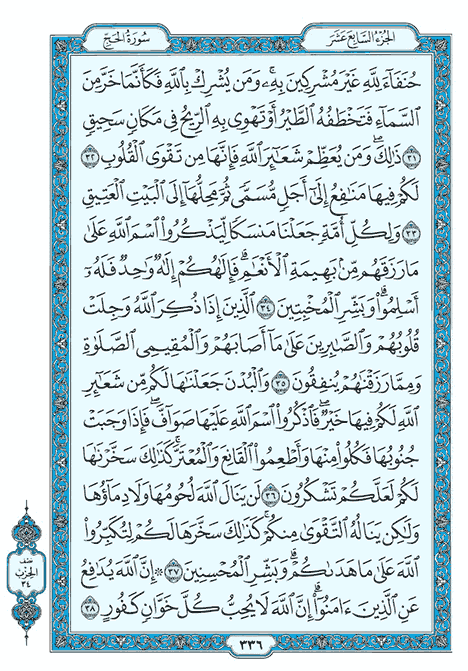 الجزء السابع عشر
سورة الحج
حُنَفَآءَ لِلَّهِ غَيْرَ مُشْرِكِينَ بِهِۦۚ وَمَن يُشْرِكْ بِٱللَّهِ فَكَأَنَّمَا خَرَّ مِنَ
ٱلسَّمَآءِ فَتَخْطَفُهُ ٱلطَّيْرُ أَوْ تَهْوِى بِهِ ٱلرِّيحُ فِى مَكَانٍ سَحِيقٍ
٣١ ذَٰلِكَۖ وَمَن يُعَظِّمْ شَعَـٰٓئِرَ ٱللَّهِ فَإِنَّهَا مِن تَقْوَى ٱلْقُلُوبِ ٣٢
لَكُمْ فِيهَا مَنَـٰفِعُ إِلَىٰٓ أَجَلٍ مُّسَمًّى ثُمَّ مَحِلُّهَآ إِلَى ٱلْبَيْتِ ٱلْعَتِيقِ
٣٣ وَلِكُلِّ أُمَّةٍ جَعَلْنَا مَنسَكًا لِّيَذْكُرُوا۟ ٱسْمَ ٱللَّهِ عَلَىٰ
مَا رَزَقَهُم مِّنۢ بَهِيمَةِ ٱلْأَنْعَـٰمِۗ فَإِلَـٰهُكُمْ إِلَـٰهٌ وَٰحِدٌ فَلَهُۥٓ
أَسْلِمُوا۟ۗ وَبَشِّرِ ٱلْمُخْبِتِينَ ٣٤ ٱلَّذِينَ إِذَا ذُكِرَ ٱللَّهُ وَجِلَتْ
قُلُوبُهُمْ وَٱلصَّـٰبِرِينَ عَلَىٰ مَآ أَصَابَهُمْ وَٱلْمُقِيمِى ٱلصَّلَوٰةِ
وَمِمَّا رَزَقْنَـٰهُمْ يُنفِقُونَ ٣٥ وَٱلْبُدْنَ جَعَلْنَـٰهَا لَكُم مِّن شَعَـٰٓئِرِ
ٱللَّهِ لَكُمْ فِيهَا خَيْرٌۖ فَٱذْكُرُوا۟ ٱسْمَ ٱللَّهِ عَلَيْهَا صَوَآفَّۖ فَإِذَا وَجَبَتْ
جُنُوبُهَا فَكُلُوا۟ مِنْهَا وَأَطْعِمُوا۟ ٱلْقَانِعَ وَٱلْمُعْتَرَّۚ كَذَٰلِكَ سَخَّرْنَـٰهَا
لَكُمْ لَعَلَّكُمْ تَشْكُرُونَ ٣٦ لَن يَنَالَ ٱللَّهَ لُحُومُهَا وَلَا دِمَآؤُهَا
وَلَـٰكِن يَنَالُهُ ٱلتَّقْوَىٰ مِنكُمْۚ كَذَٰلِكَ سَخَّرَهَا لَكُمْ لِتُكَبِّرُوا۟
ٱللَّهَ عَلَىٰ مَا هَدَىٰكُمْۗ وَبَشِّرِ ٱلْمُحْسِنِينَ ٣٧ ۞ إِنَّ ٱللَّهَ يُدَٰفِعُ
عَنِ ٱلَّذِينَ ءَامَنُوٓا۟ۗ إِنَّ ٱللَّهَ لَا يُحِبُّ كُلَّ خَوَّانٍ كَفُورٍ ٣٨
نصف
الحزب
٣٤
٣٣٦